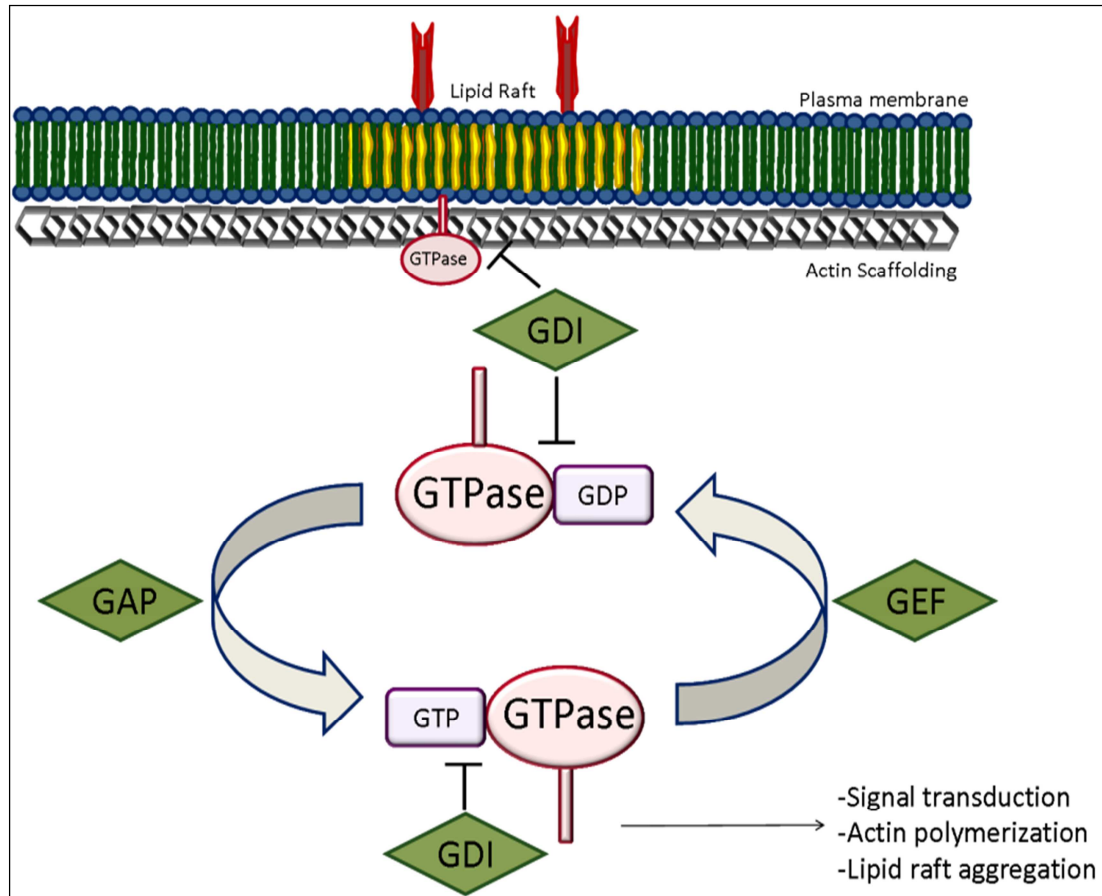 Lipid Raft
Plasma membrane
GTPase
Actin Scaffolding
GDI
GTPase
GDP
GAP
GEF
GTP
GTPase
GDI
-Signal transduction
-Actin polymerization
-Lipid raft aggregation